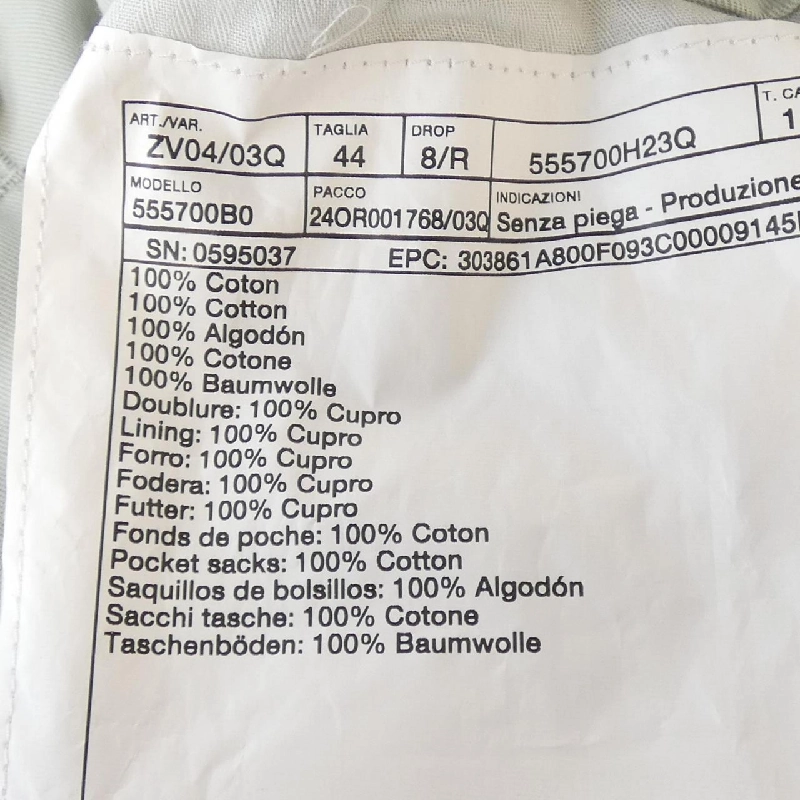 ART./VAR. TAGLIA DROP T. CA
ZV04/03Q 44 8/R 555700H23Q 1
MODELLO PACCO INDICAZIONI
555700B0 24OR001768/03Q Senza piega - Produzione
SN: 0595037 EPC: 303861A800F093C00009145
100% Coton
100% Cotton
100% Algodón
100% Cotone
100% Baumwolle
Doublure: 100% Cupro
Lining: 100% Cupro
Forro: 100% Cupro
Fodera: 100% Cupro
Futter: 100% Cupro
Fonds de poche: 100% Coton
Pocket sacks: 100% Cotton
Saquillos de bolsillos: 100% Algodón
Sacchi tasche: 100% Cotone
Taschenböden: 100% Baumwolle